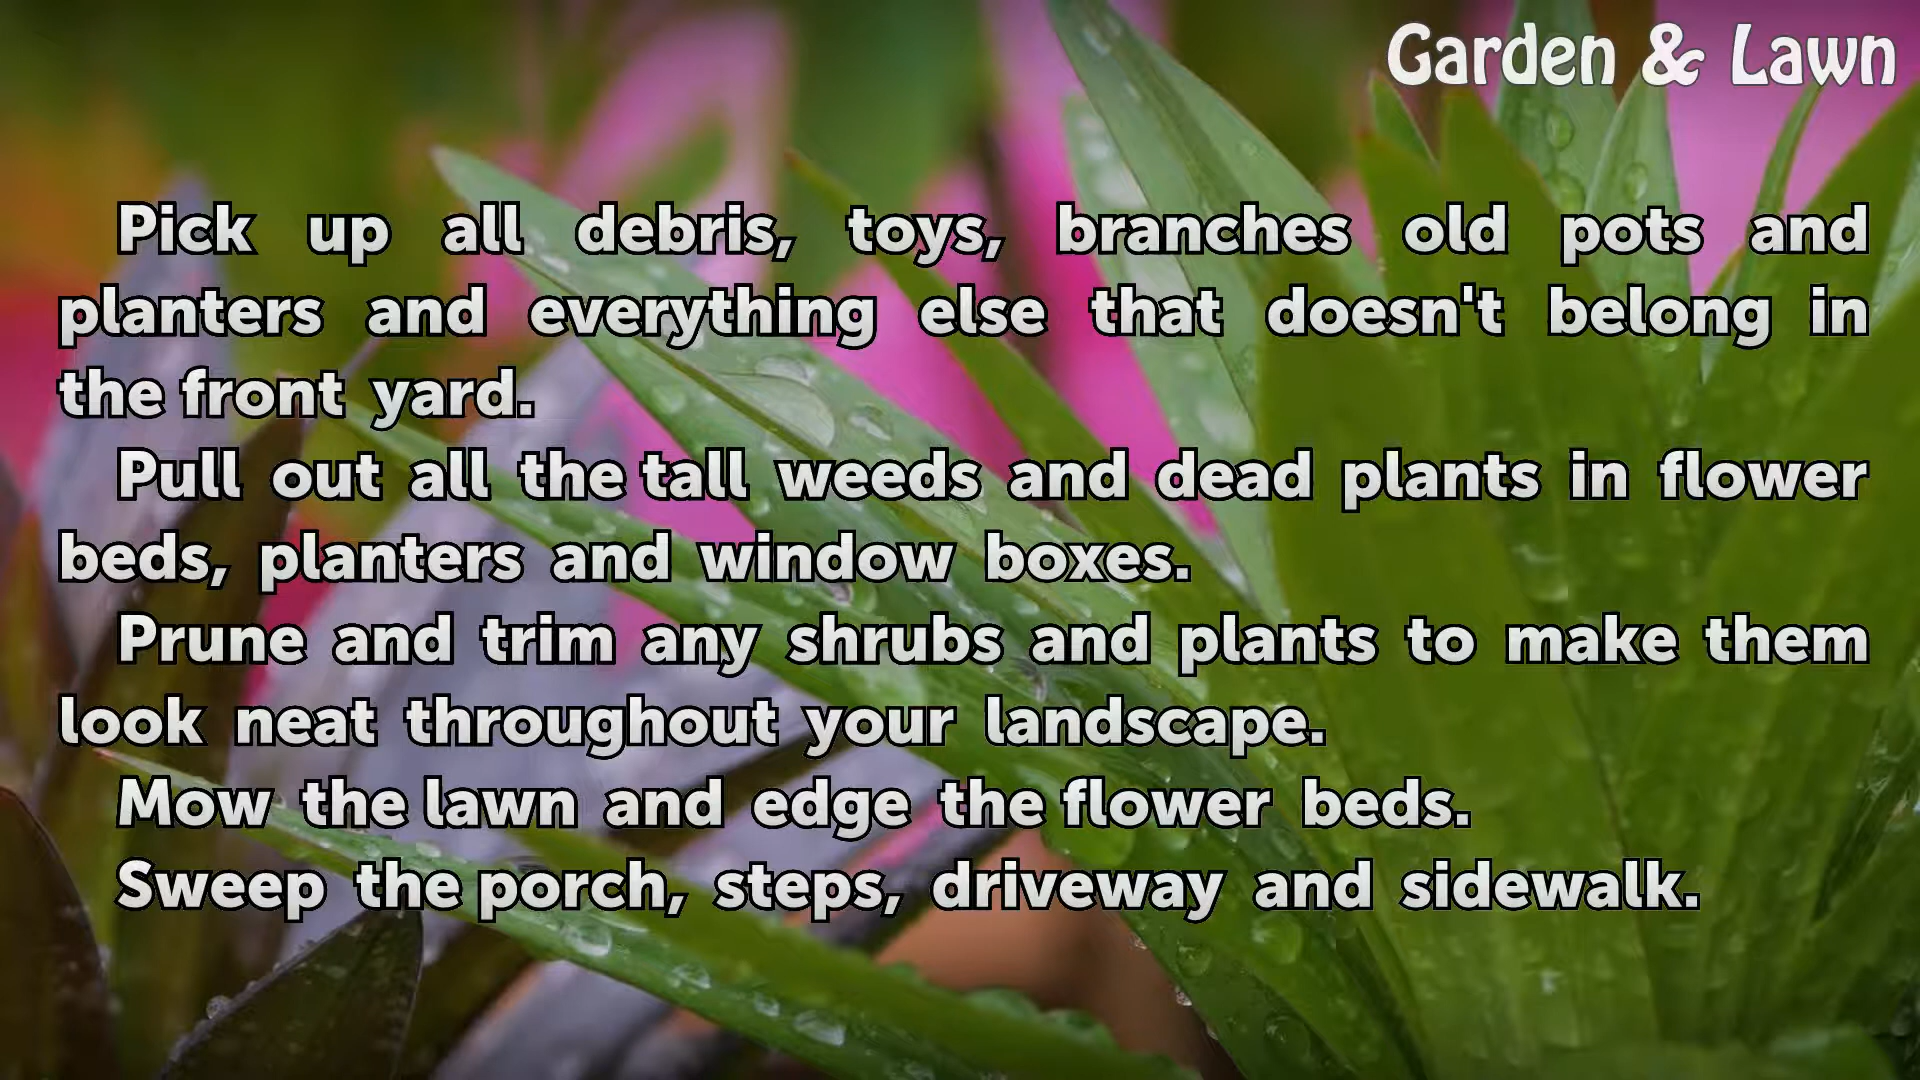 Garden & Lawn
Pick up all debris, toys, branches old pots and
planters and everything else that doesn't belong in
the front yard.
Pull out all the tall weeds and dead plants in flower
beds, planters and window boxes.
Prune and trim any shrubs and plants to make them
look neat throughout your landscape.
Mow the lawn and edge the flower beds.
Sweep the porch, steps, driveway and sidewalk.